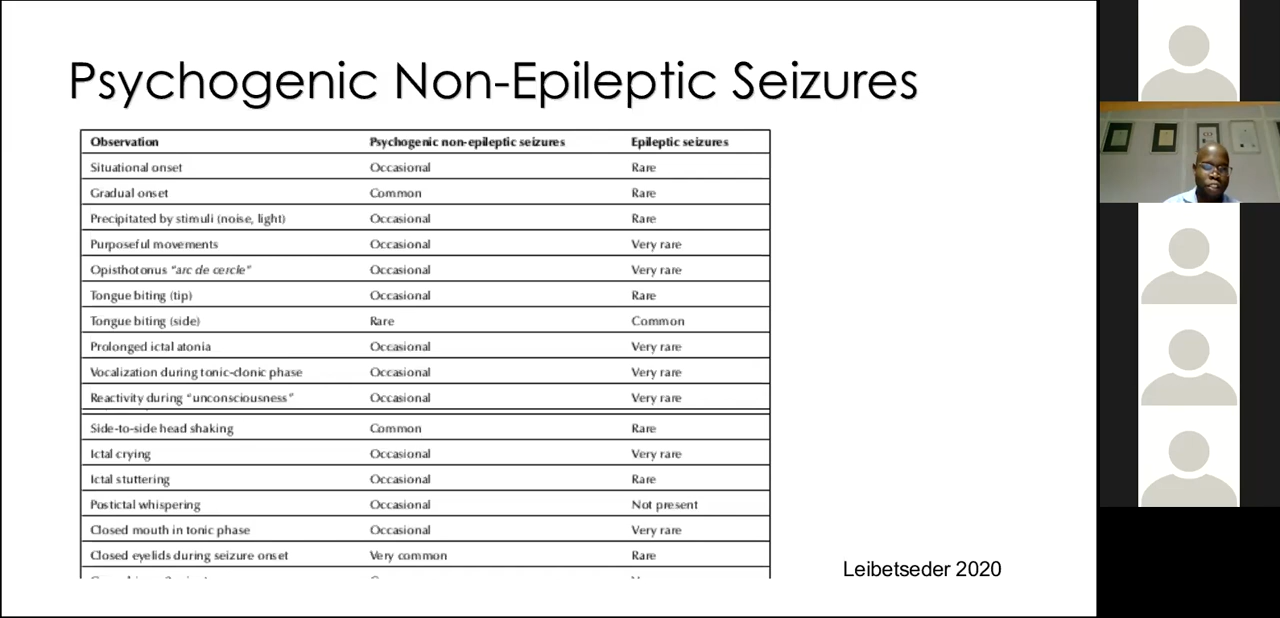 Psychogenic Non-Epileptic Seizures
Observation Psychogenic non-epileptic seizures Epileptic seizures
Situational onset Occasional Rare
Gradual onset Common Rare
Precipitated by stimuli (noise, light) Occasional Rare
Purposeful movements Occasional Very rare
Opisthotonus "arc de cercle" Occasional Very rare
Tongue biting (tip) Occasional Rare
Tongue biting (side) Rare Common
Prolonged ictal atonia Occasional Very rare
Vocalization during tonic-clonic phase Occasional Very rare
Reactivity during "unconsciousness" Occasional Very rare
Side-to-side head shaking Common Rare
Ictal crying Occasional Very rare
Ictal stuttering Occasional Rare
Postictal whispering Occasional Not present
Closed mouth in tonic phase Occasional Very rare
Closed eyelids during seizure onset Very common Rare
Leibetseder 2020